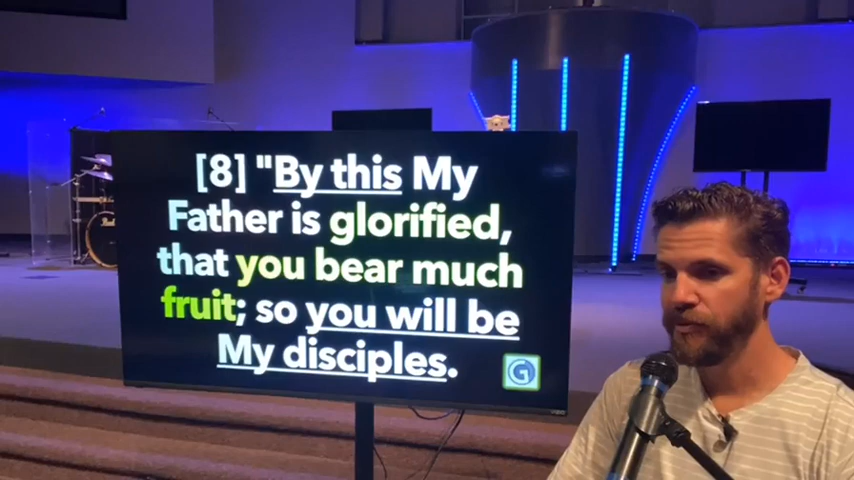 [8] "By this My
Father is glorified,
that you bear much
fruit; so you will be
My disciples.
G